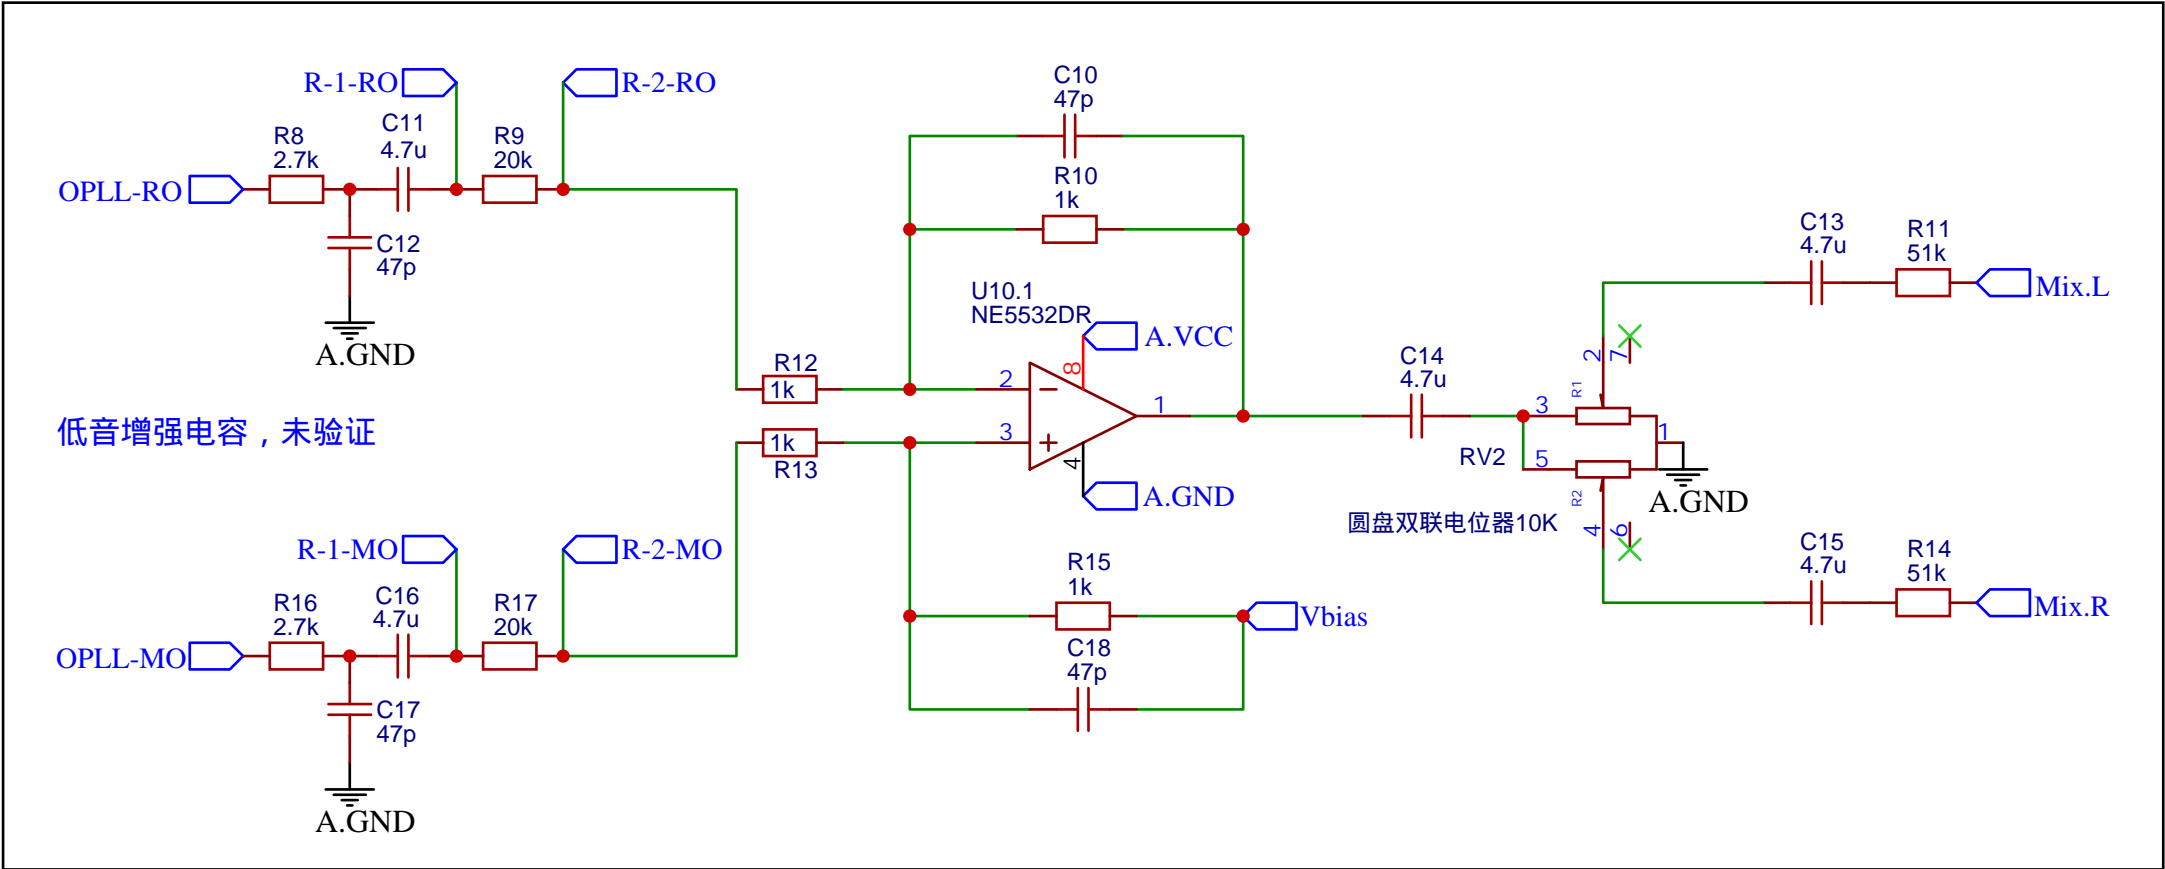 R-1-RO
R-2-RO
C10
47p
R8
2.7k
C11
4.7u
R9
20k
OPLL-RO
R10
1k
C12
47p
A.GND
C13
4.7u
R11
51k
Mix.L
U10.1
NE5532DR
A.VCC
8
2
7
R12
1k
2
1
C14
4.7u
R1
3
1
低音增强电容，未验证
1k
R13
3
4
A.GND
RV2
5
R2
A.GND
圆盘双联电位器10K
4
6
R-1-MO
R-2-MO
R15
1k
C15
4.7u
R14
51k
R16
2.7k
C16
4.7u
R17
20k
Vbias
Mix.R
OPLL-MO
C18
47p
C17
47p
A.GND